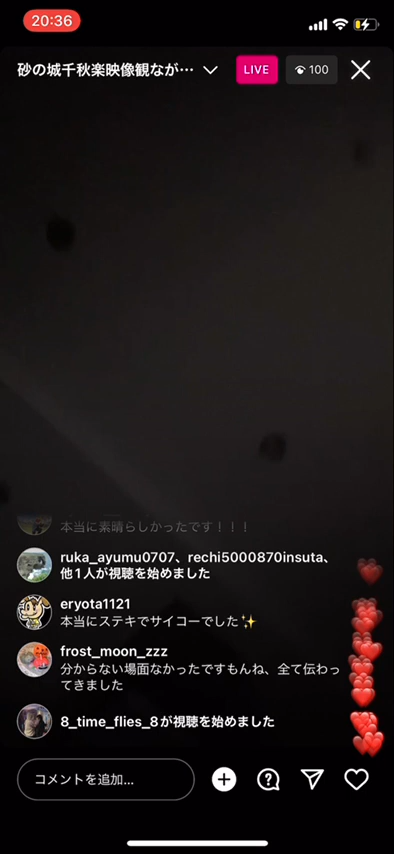 20:36
砂の城千秋楽映像観なが…
LIVE
100
本当に素晴らしかったです！！！
ruka_ayumu0707、rechi5000870insuta、
他1人が視聴を始めました
eryota1121
本当にステキでサイコーでした✨
frost_moon_zzz
分からない場面なかったですもんね、全て伝わっ
てきました
8_time_flies_8が視聴を始めました
コメントを追加...